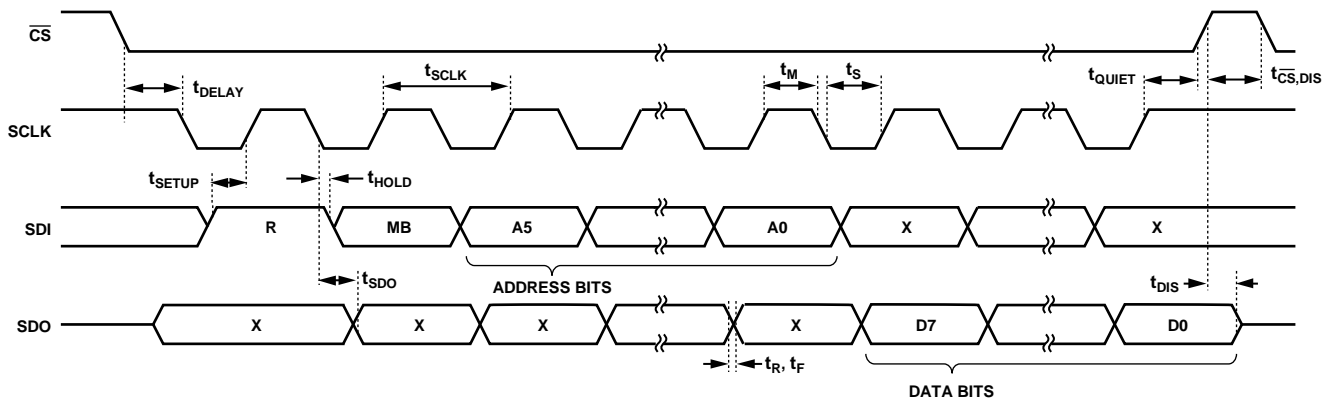 CS
tSCLK
tM
tS
tQUIET
tCS,DIS
tDELAY
SCLK
tSETUP
tHOLD
SDI
R
MB
A5
A0
X
X
tSDO
ADDRESS BITS
tDIS
SDO
X
X
X
X
D7
D0
tR, tF
DATA BITS